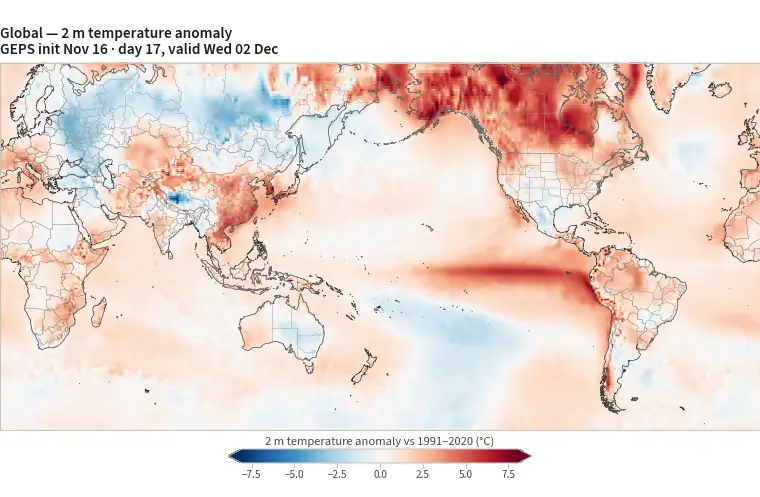 Global — 2 m temperature anomaly
GEPS init Nov 16 · day 17, valid Wed 02 Dec
2 m temperature anomaly vs 1991–2020 (°C)
−7.5 −5.0 −2.5 0.0 2.5 5.0 7.5